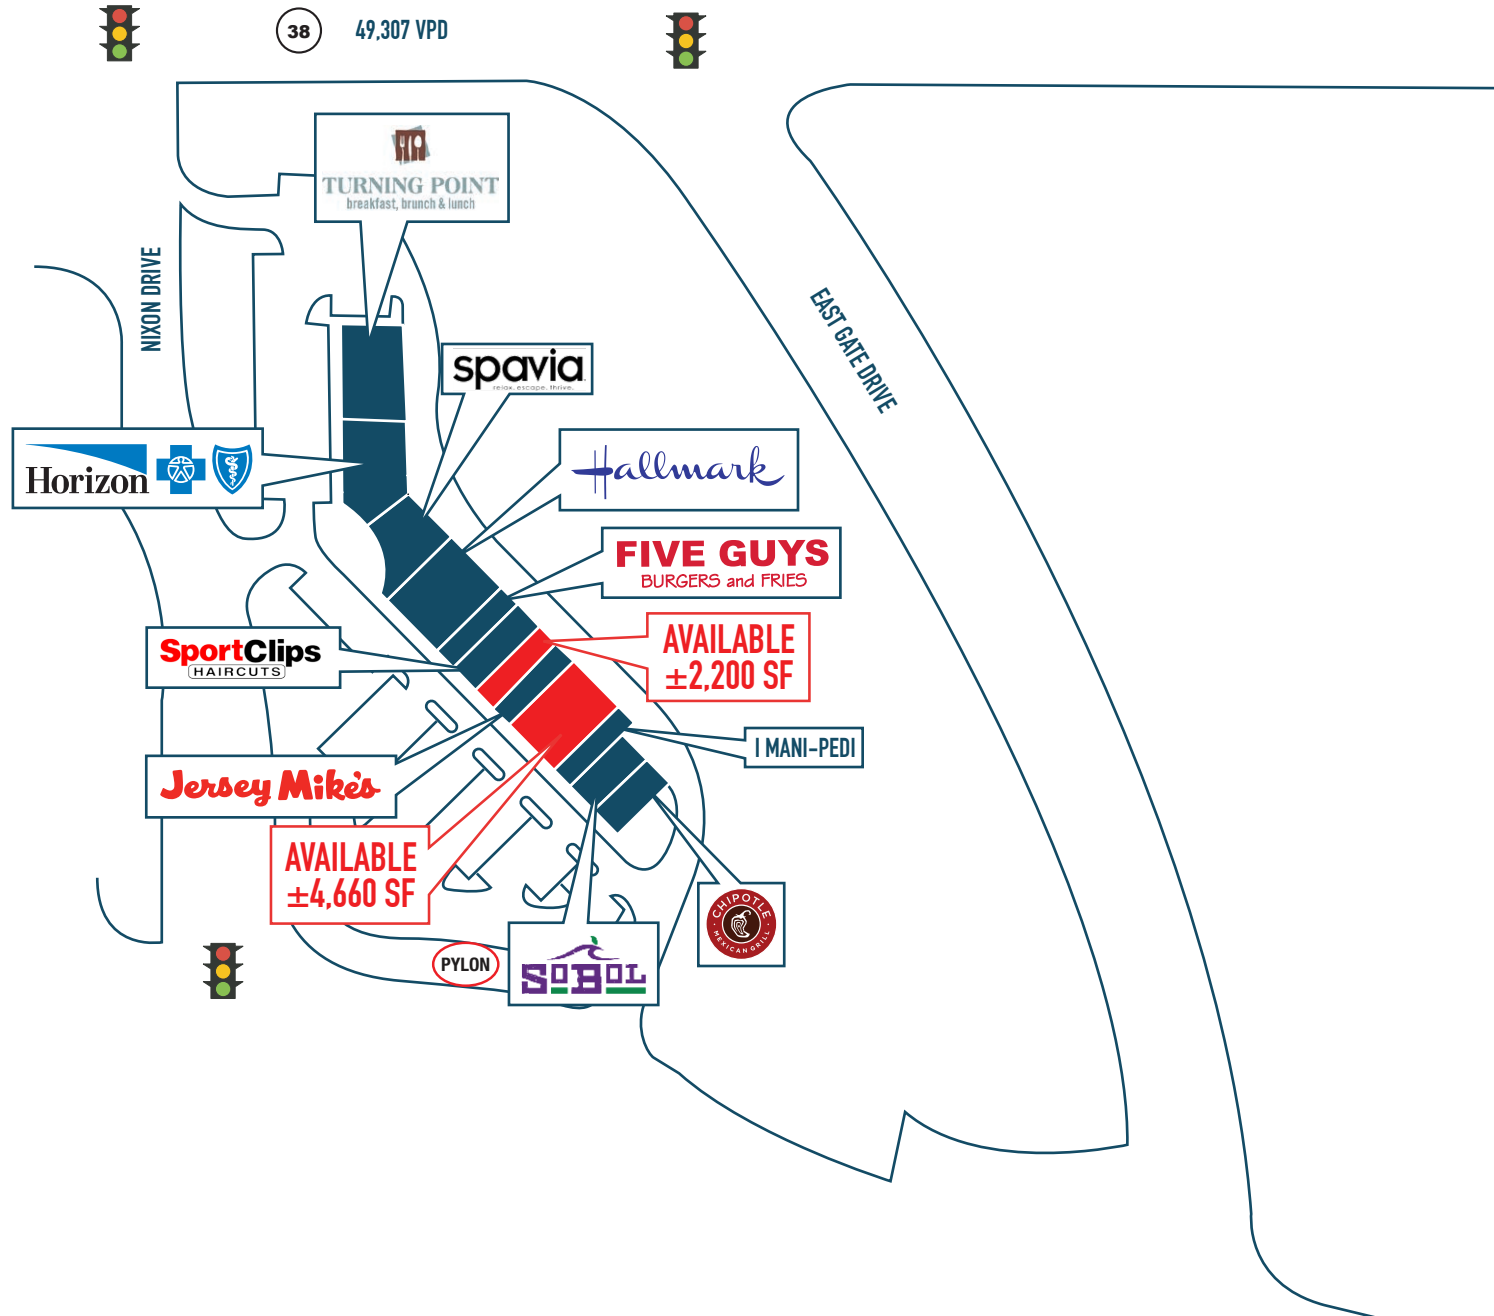 38
49,307 VPD
TURNING POINT
breakfast, brunch & lunch
NIXON DRIVE
EAST GATE DRIVE
spavia
relax. escape. thrive.
Horizon
Hallmark
FIVE GUYS
BURGERS and FRIES
AVAILABLE
±2,200 SF
SportClips
HAIRCUTS
I MANI-PEDI
Jersey Mike's
AVAILABLE
±4,660 SF
CHIPOTLE
MEXICAN GRILL
PYLON
SOBOL